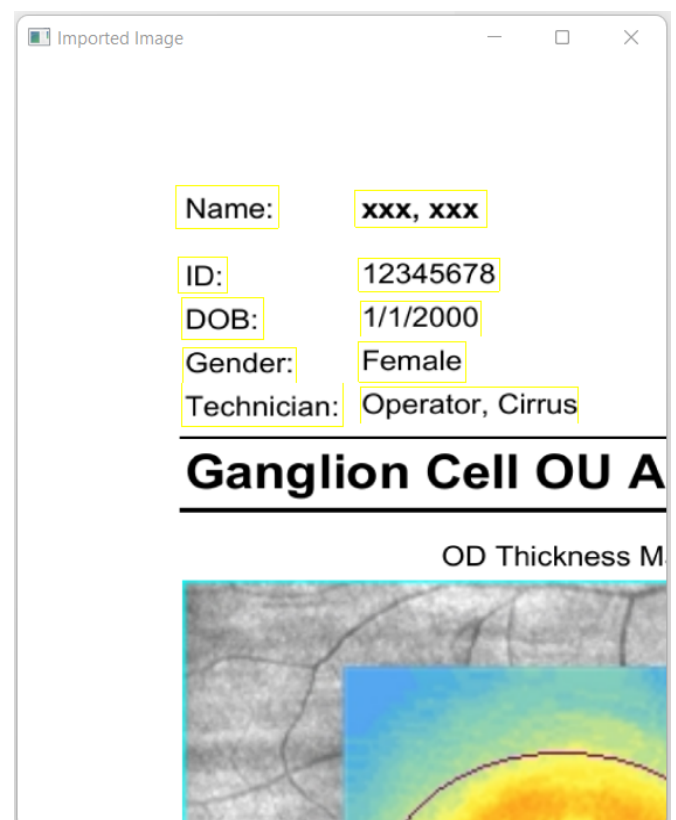 Imported Image
Name: xxx, xxx
ID: 12345678
DOB: 1/1/2000
Gender: Female
Technician: Operator, Cirrus
Ganglion Cell OU A
OD Thickness M